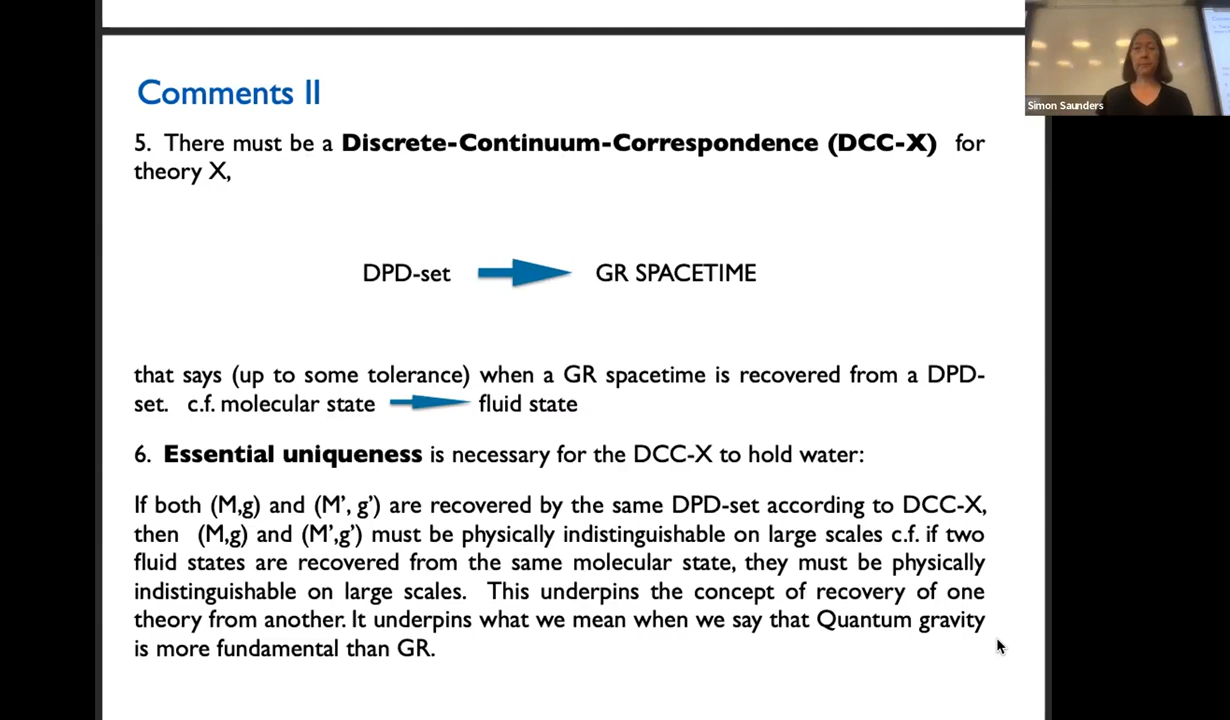 Comments II
5. There must be a Discrete-Continuum-Correspondence (DCC-X) for
theory X,
DPD-set GR SPACETIME
that says (up to some tolerance) when a GR spacetime is recovered from a DPD-
set. c.f. molecular state fluid state
6. Essential uniqueness is necessary for the DCC-X to hold water:
If both (M,g) and (M’, g’) are recovered by the same DPD-set according to DCC-X,
then (M,g) and (M’,g’) must be physically indistinguishable on large scales c.f. if two
fluid states are recovered from the same molecular state, they must be physically
indistinguishable on large scales. This underpins the concept of recovery of one
theory from another. It underpins what we mean when we say that Quantum gravity
is more fundamental than GR.
Simon Saunders